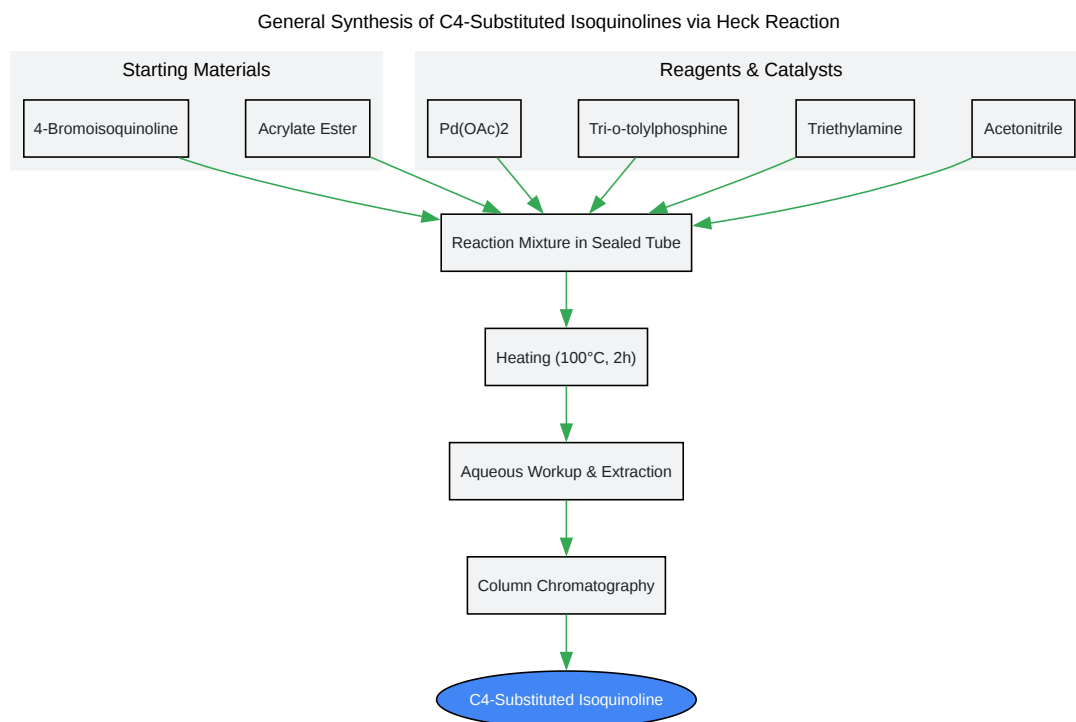 General Synthesis of C4-Substituted Isoquinolines via Heck Reaction
Starting Materials
Reagents & Catalysts
4-Bromoisoquinoline
Acrylate Ester
Pd(OAc)2
Tri-o-tolylphosphine
Triethylamine
Acetonitrile
Reaction Mixture in Sealed Tube
Heating (100°C, 2h)
Aqueous Workup & Extraction
Column Chromatography
C4-Substituted Isoquinoline